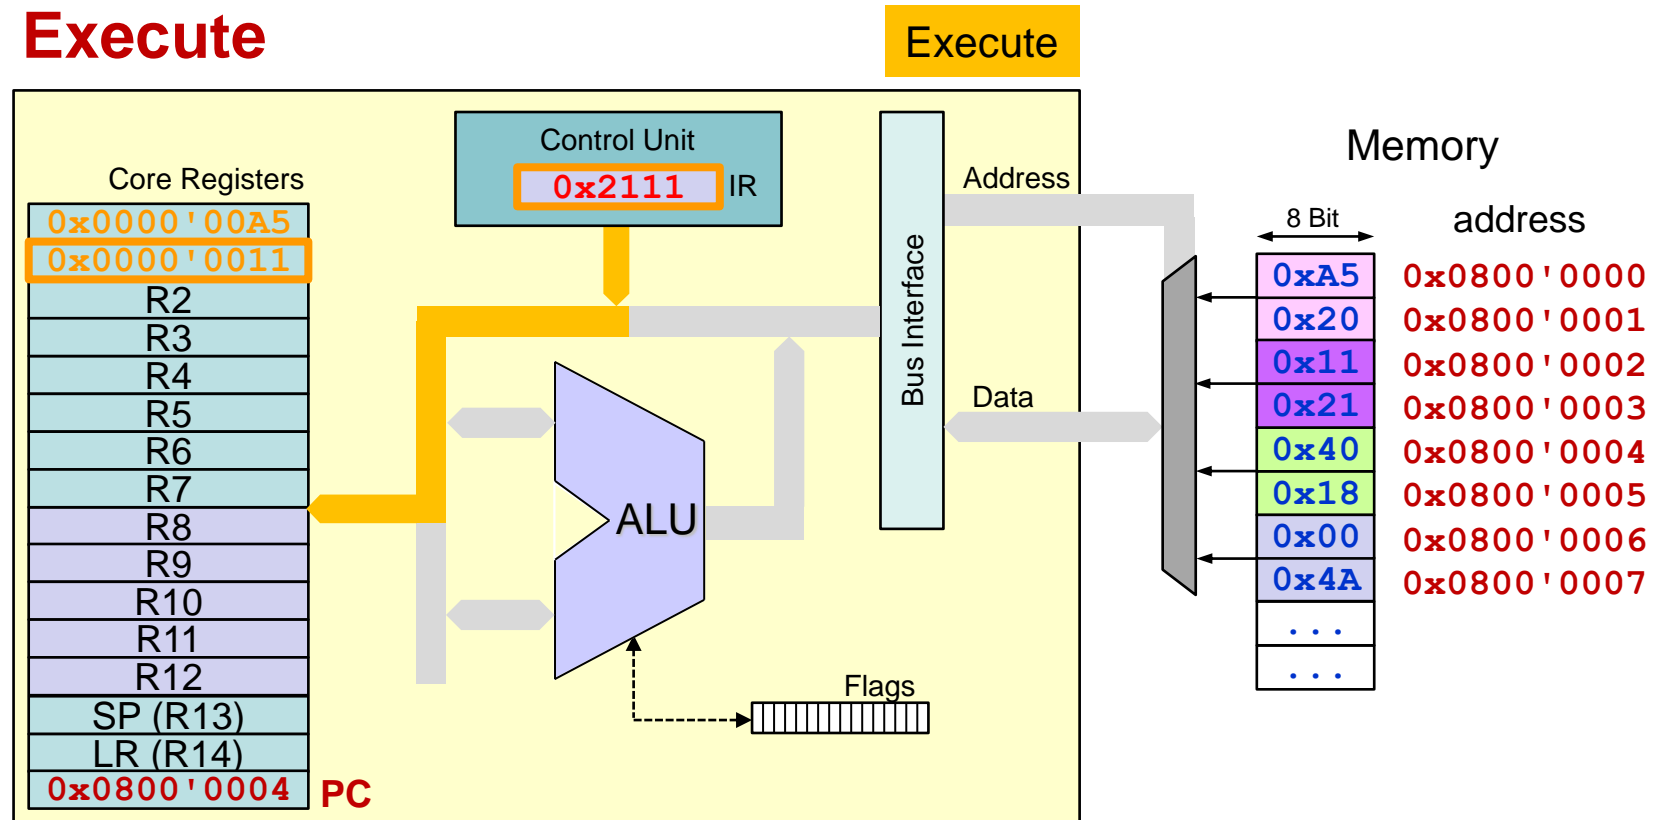 Execute
Execute
Control Unit
0x2111 IR
Core Registers
0x0000'00A5
0x0000'0011
R2
R3
R4
R5
R6
R7
R8
R9
R10
R11
R12
SP (R13)
LR (R14)
0x0800'0004 PC
ALU
Flags
Bus Interface
Address
Data
Memory
8 Bit address
0xA5 0x0800'0000
0x20 0x0800'0001
0x11 0x0800'0002
0x21 0x0800'0003
0x40 0x0800'0004
0x18 0x0800'0005
0x00 0x0800'0006
0x4A 0x0800'0007
...
...